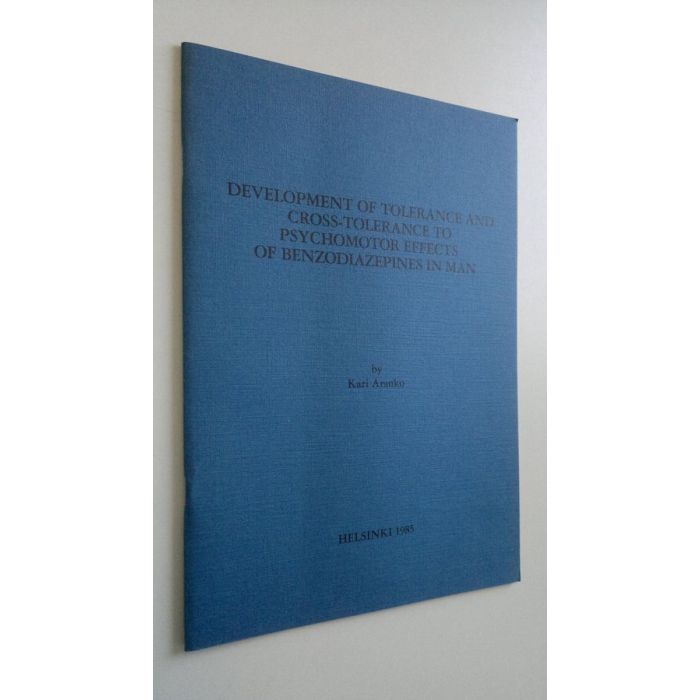 DEVELOPMENT OF TOLERANCE AND
CROSS-TOLERANCE TO
PSYCHOMOTOR EFFECTS
OF BENZODIAZEPINES IN MAN
by
Kari Aranko
HELSINKI 1985